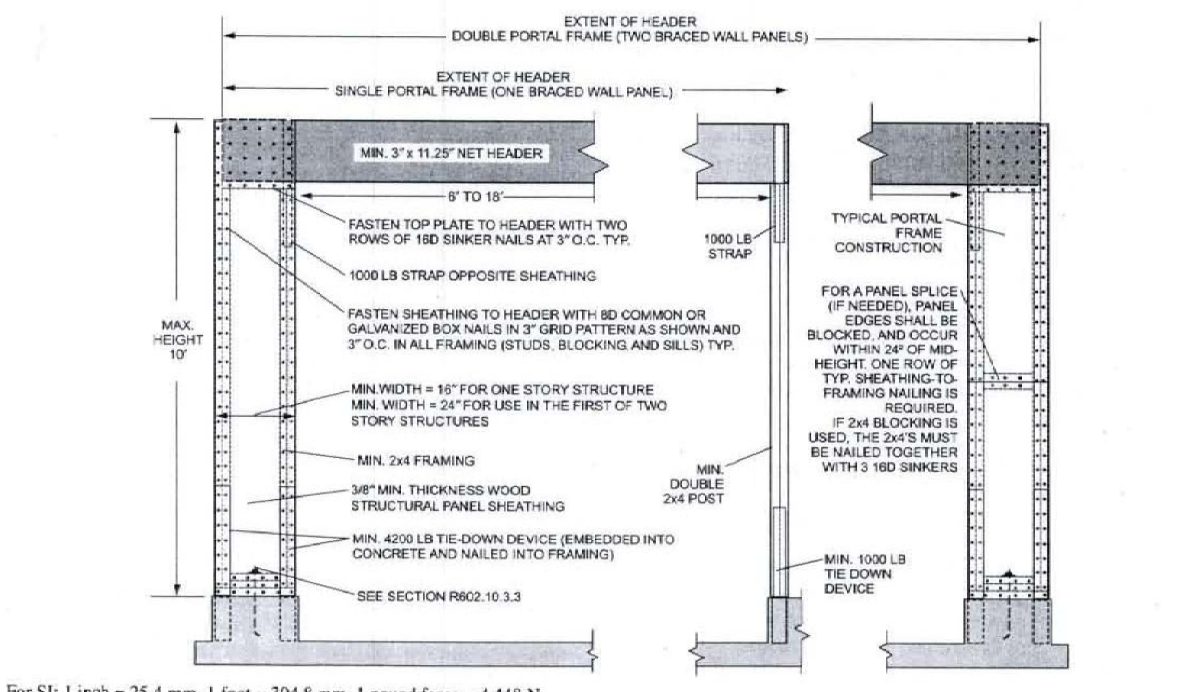 EXTENT OF HEADER
DOUBLE PORTAL FRAME (TWO BRACED WALL PANELS)
EXTENT OF HEADER
SINGLE PORTAL FRAME (ONE BRACED WALL PANEL)
MIN. 3" x 11.25" NET HEADER
6' TO 18'
FASTEN TOP PLATE TO HEADER WITH TWO
ROWS OF 16D SINKER NAILS AT 3" O.C. TYP.
1000 LB STRAP OPPOSITE SHEATHING
FASTEN SHEATHING TO HEADER WITH 8D COMMON OR
GALVANIZED BOX NAILS IN 3" GRID PATTERN AS SHOWN AND
3" O.C. IN ALL FRAMING (STUDS, BLOCKING, AND SILLS) TYP.
MAX.
HEIGHT
10'
MIN. WIDTH = 16" FOR ONE STORY STRUCTURE
MIN. WIDTH = 24" FOR USE IN THE FIRST OF TWO
STORY STRUCTURES
MIN. 2x4 FRAMING
3/8" MIN. THICKNESS WOOD
STRUCTURAL PANEL SHEATHING
MIN. 4200 LB TIE-DOWN DEVICE (EMBEDDED INTO
CONCRETE AND NAILED INTO FRAMING)
SEE SECTION R602.10.3.3
1000 LB
STRAP
MIN.
DOUBLE
2x4 POST
MIN. 1000 LB
TIE DOWN
DEVICE
TYPICAL PORTAL
FRAME
CONSTRUCTION
FOR A PANEL SPLICE
(IF NEEDED), PANEL
EDGES SHALL BE
BLOCKED, AND OCCUR
WITHIN 24" OF MID-
HEIGHT. ONE ROW OF
TYP. SHEATHING-TO-
FRAMING NAILING IS
REQUIRED.
IF 2x4 BLOCKING IS
USED, THE 2x4'S MUST
BE NAILED TOGETHER
WITH 3 16D SINKERS
For SI: 1 inch = 25.4 mm, 1 foot = 304.8 mm, 1 pound force = 4.448 N.